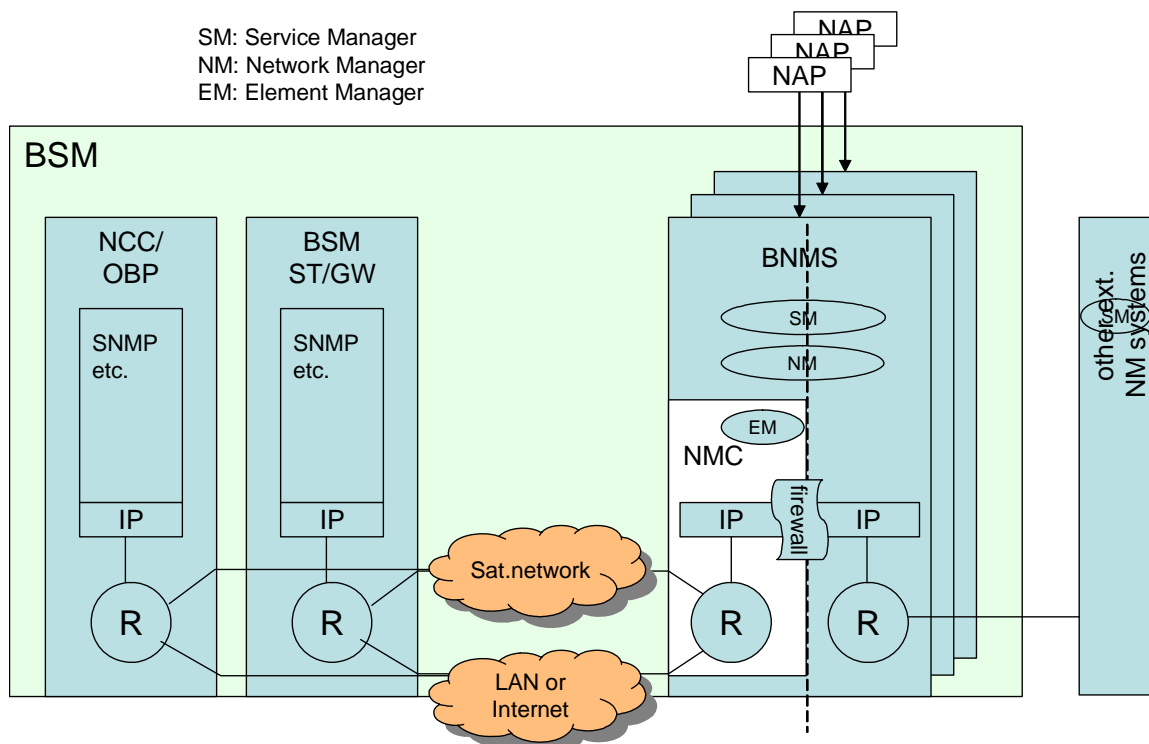 SM: Service Manager
NM: Network Manager
EM: Element Manager
NAP
NAP
NAP
BSM
NCC/
OBP
SNMP
etc.
IP
R
BSM
ST/GW
SNMP
etc.
IP
R
Sat.network
LAN or
Internet
BNMS
SM
NM
EM
NMC
IP
firewall
IP
R
R
other ext.
NM systems
SM